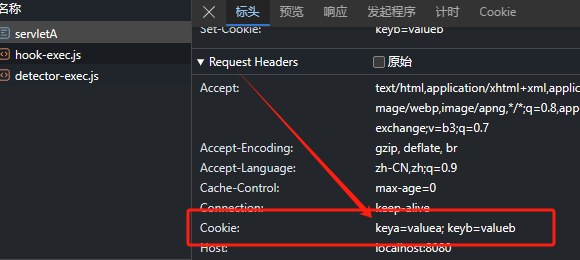 名称
标头 预览 响应 发起程序 计时 Cookie
servletA
hook-exec.js
detector-exec.js
Set-Cookie: keyb=valueb
Request Headers 原始
Accept: text/html,application/xhtml+xml,applic
mage/webp,image/apng,*/*;q=0.8,app
exchange;v=b3;q=0.7
Accept-Encoding: gzip, deflate, br
Accept-Language: zh-CN,zh;q=0.9
Cache-Control: max-age=0
Connection: keep-alive
Cookie: keya=valuea; keyb=valueb
Host: localhost:8080